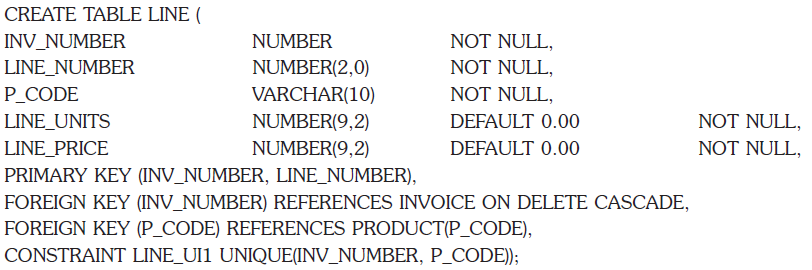 CREATE TABLE LINE (
INV_NUMBER NUMBER NOT NULL,
LINE_NUMBER NUMBER(2,0) NOT NULL,
P_CODE VARCHAR(10) NOT NULL,
LINE_UNITS NUMBER(9,2) DEFAULT 0.00 NOT NULL,
LINE_PRICE NUMBER(9,2) DEFAULT 0.00 NOT NULL,
PRIMARY KEY (INV_NUMBER, LINE_NUMBER),
FOREIGN KEY (INV_NUMBER) REFERENCES INVOICE ON DELETE CASCADE,
FOREIGN KEY (P_CODE) REFERENCES PRODUCT(P_CODE),
CONSTRAINT LINE_UI1 UNIQUE(INV_NUMBER, P_CODE));